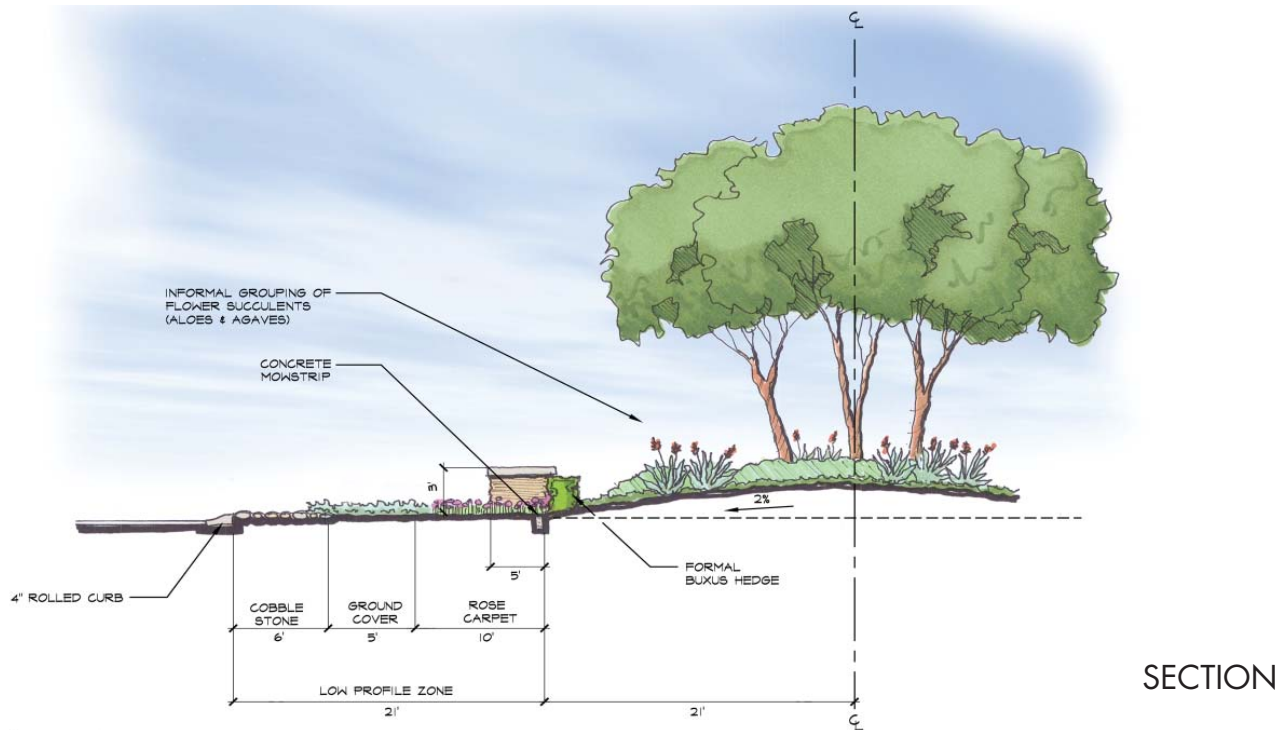 ℄
INFORMAL GROUPING OF
FLOWER SUCCULENTS
(ALOES & AGAVES)
CONCRETE
MOWSTRIP
in
2%
5'
FORMAL
BUXUS HEDGE
4" ROLLED CURB
COBBLE
STONE
6'
GROUND
COVER
5'
ROSE
CARPET
10'
LOW PROFILE ZONE
21'
21'
℄
SECTION